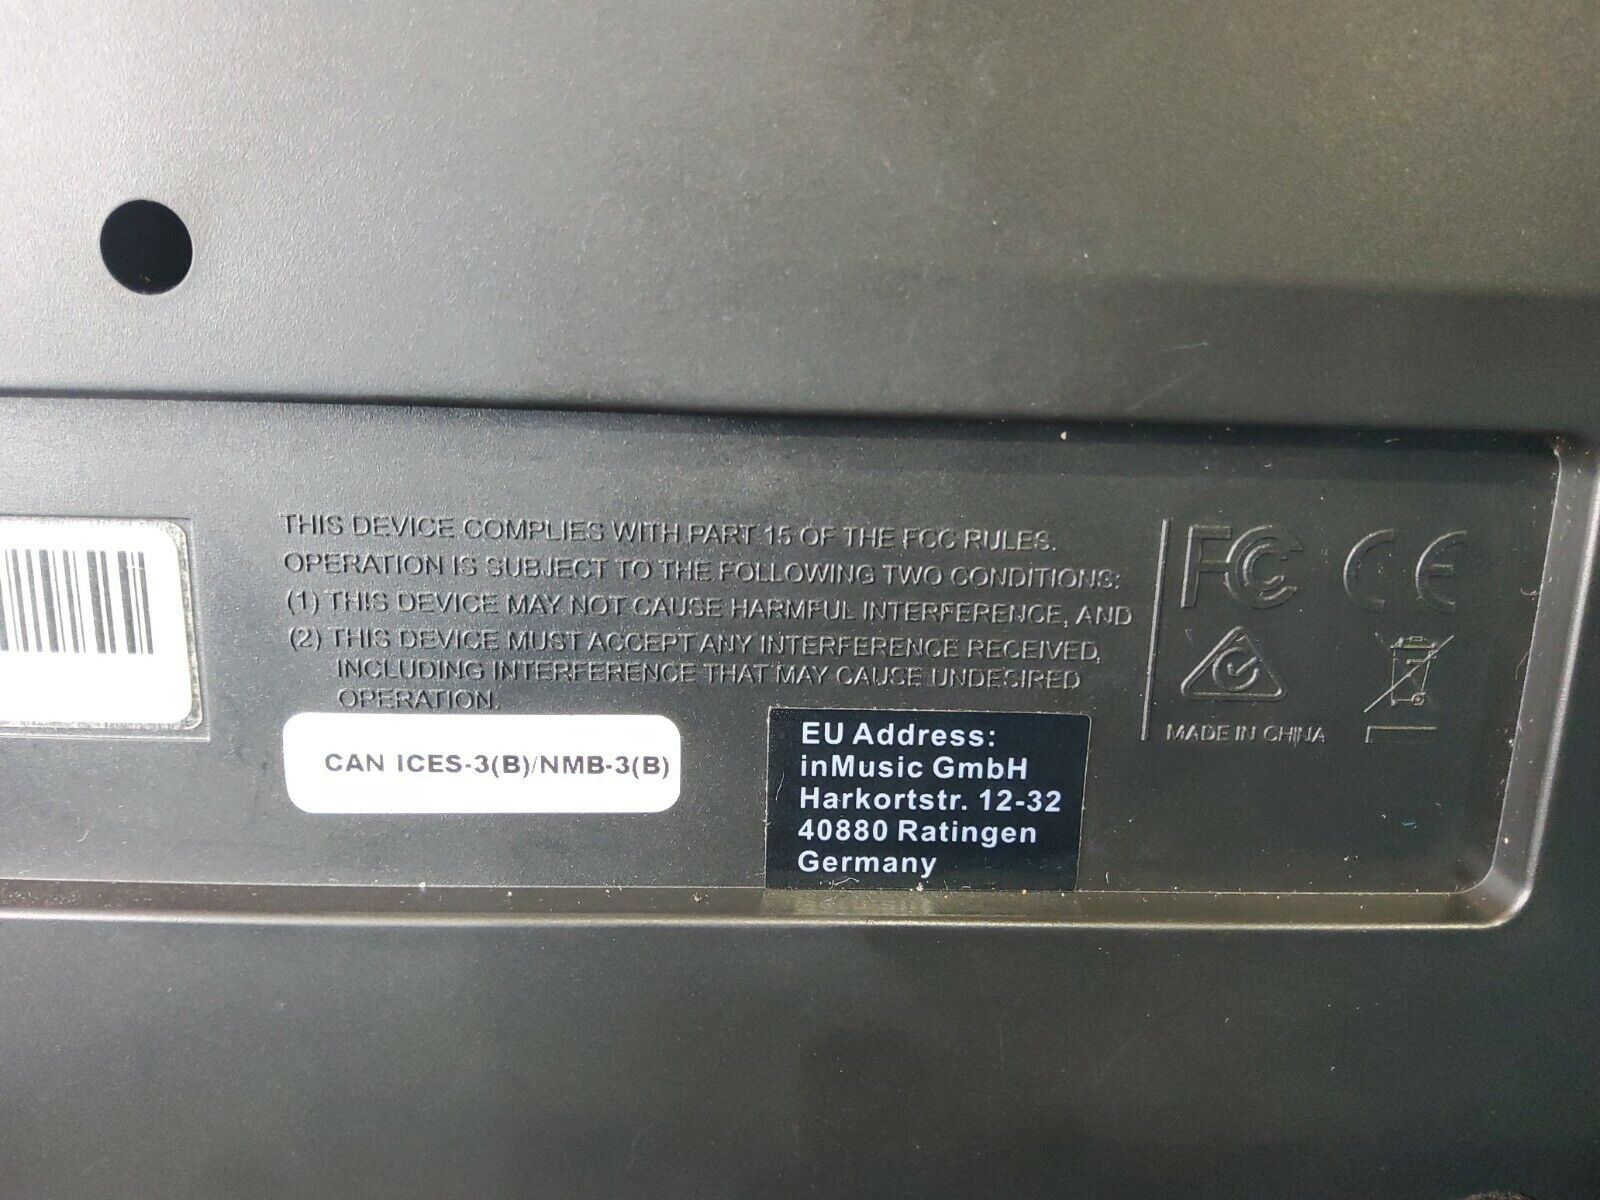 THIS DEVICE COMPLIES WITH PART 15 OF THE FCC RULES.
OPERATION IS SUBJECT TO THE FOLLOWING TWO CONDITIONS:
(1) THIS DEVICE MAY NOT CAUSE HARMFUL INTERFERENCE, AND
(2) THIS DEVICE MUST ACCEPT ANY INTERFERENCE RECEIVED,
INCLUDING INTERFERENCE THAT MAY CAUSE UNDESIRED
OPERATION.
FC CE
MADE IN CHINA
CAN ICES-3(B)/NMB-3(B)
EU Address:
inMusic GmbH
Harkortstr. 12-32
40880 Ratingen
Germany